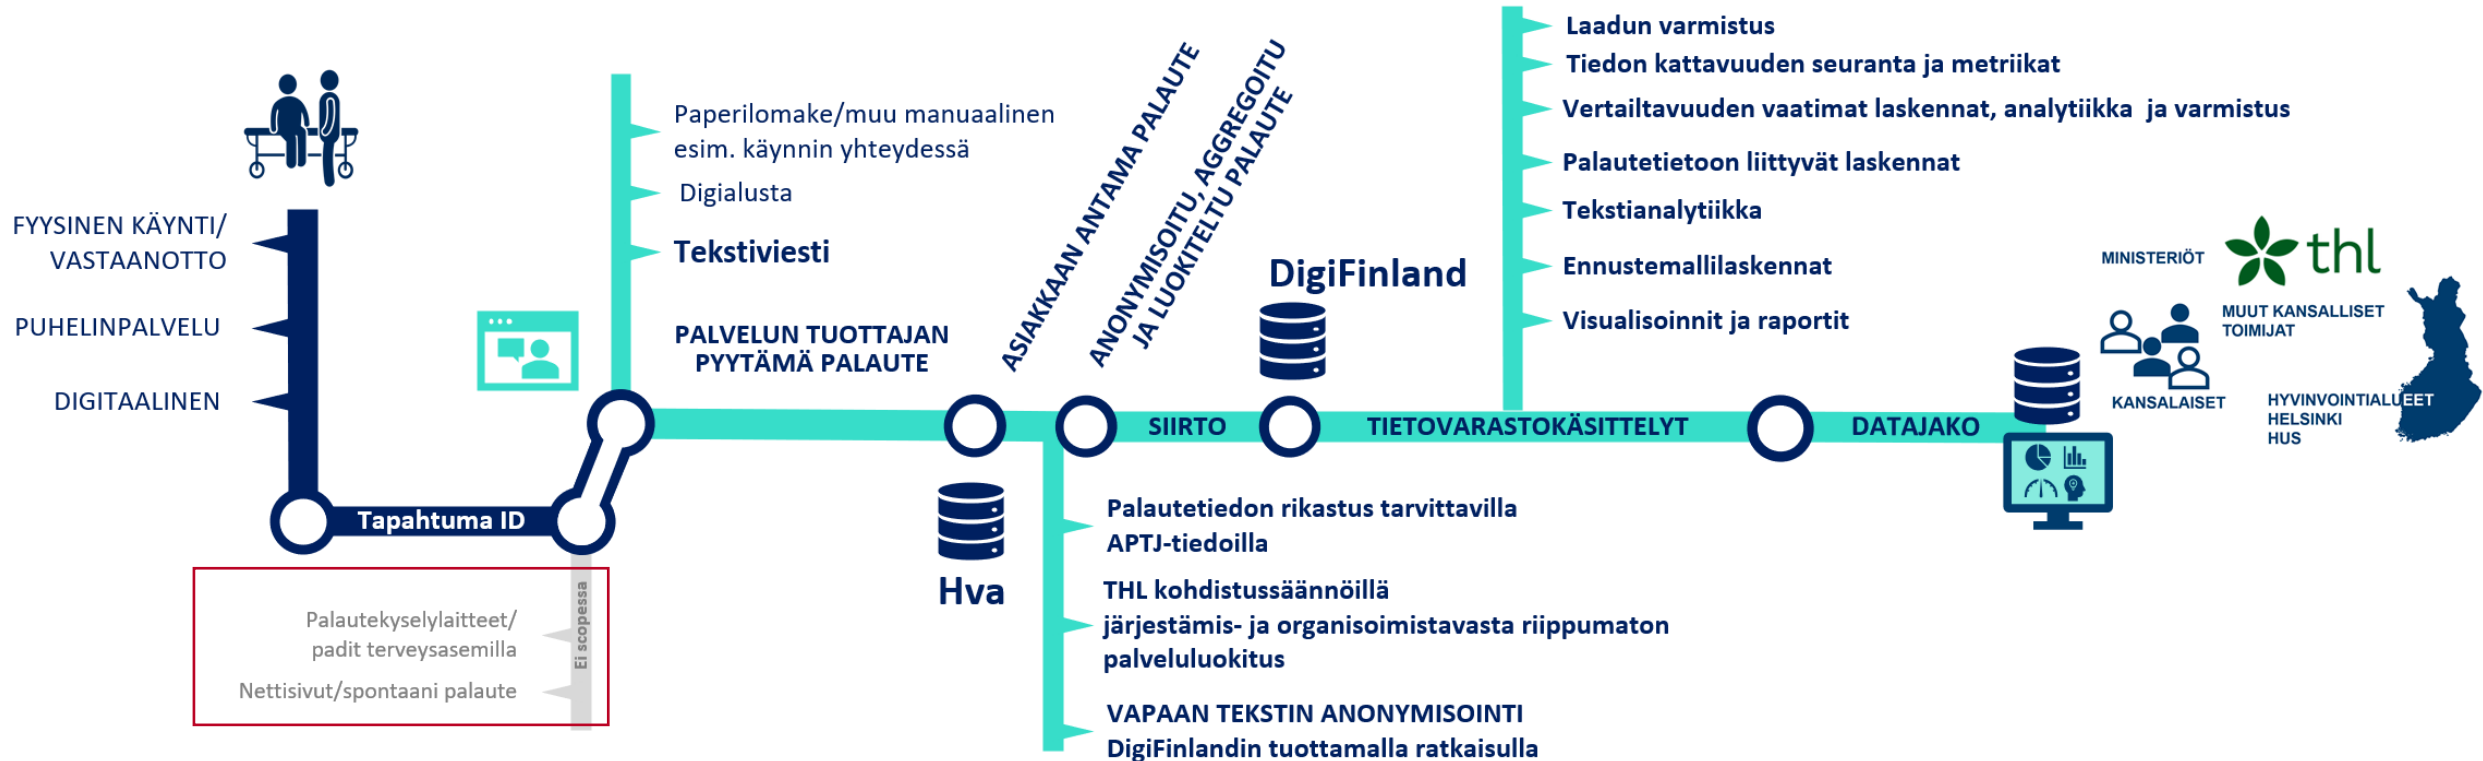 FYYSINEN KÄYNTI/
VASTAANOTTO
PUHELINPALVELU
DIGITAALINEN
Tapahtuma ID
Palautekyselylaitteet/
padit terveysasemilla
Nettisivut/spontaani palaute
Ei scopessa
Paperilomake/muu manuaalinen
esim. käynnin yhteydessä
Digialusta
Tekstiviesti
PALVELUN TUOTTAJAN
PYYTÄMÄ PALAUTE
ASIAKKAAN ANTAMA PALAUTE
Hva
ANONYMISOITU, AGGREGOITU
JA LUOKITELTU PALAUTE
Palautetiedon rikastus tarvittavilla
APTJ-tiedoilla
THL kohdistussäännöillä
järjestämis- ja organisoimistavasta riippumaton
palveluluokitus
VAPAAN TEKSTIN ANONYMISOINTI
DigiFinlandin tuottamalla ratkaisulla
SIIRTO
DigiFinland
TIETOVARASTOKÄSITTELYT
Laadun varmistus
Tiedon kattavuuden seuranta ja metriikat
Vertailtavuuden vaatimat laskennat, analytiikka  ja varmistus
Palautetietoon liittyvät laskennat
Tekstianalytiikka
Ennustemallilaskennat
Visualisoinnit ja raportit
DATAJAKO
MINISTERIÖT
thl
MUUT KANSALLISET
TOIMIJAT
KANSALAISET
HYVINVOINTIALUEET
HELSINKI
HUS